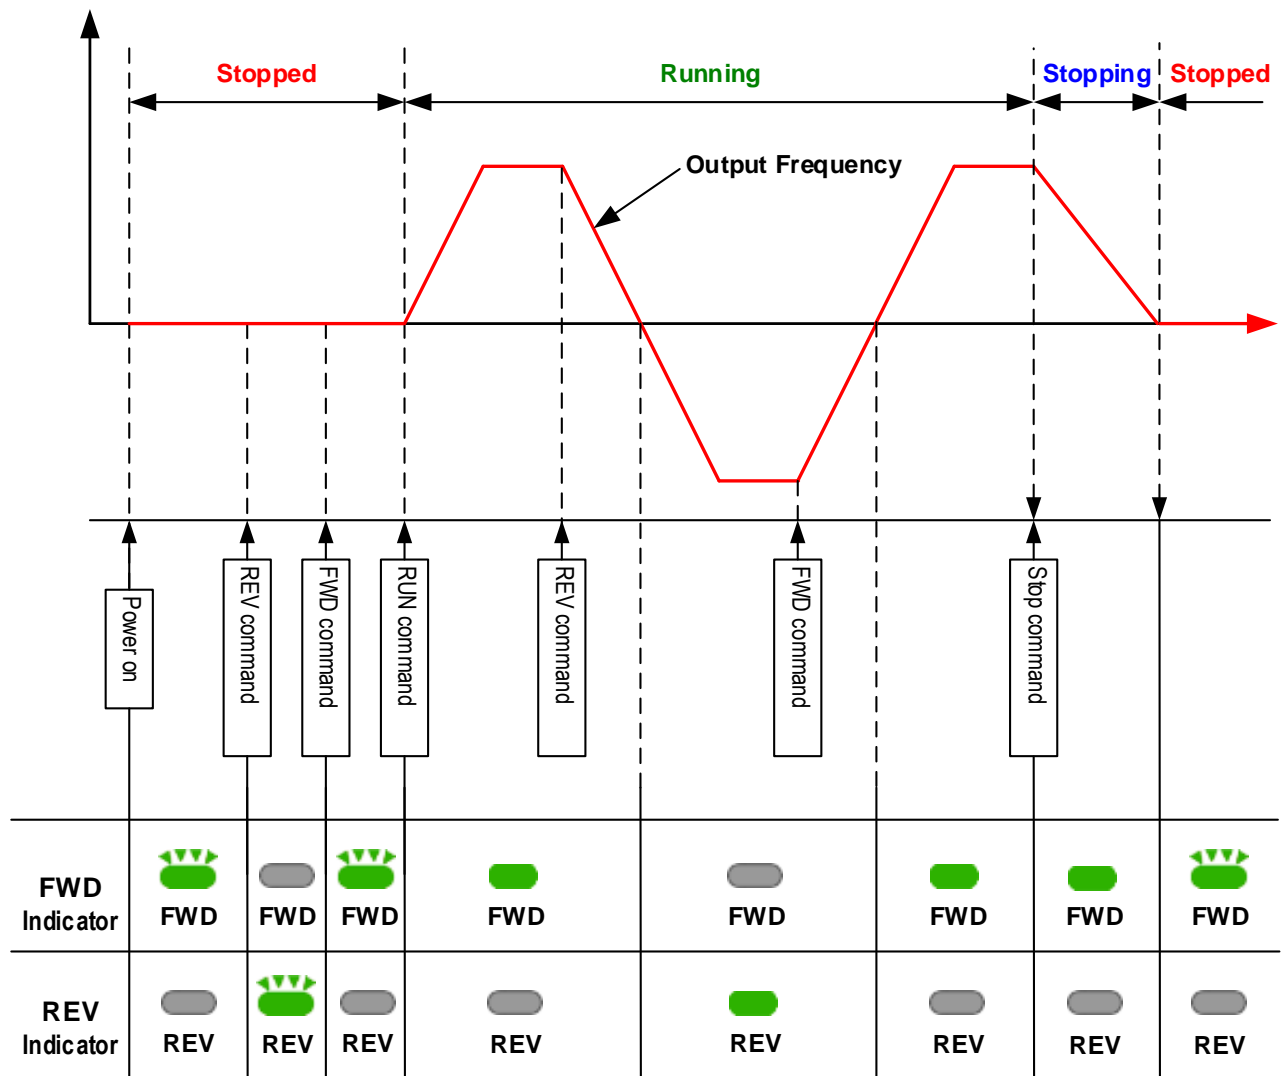 Stopped
Running
Stopping
Stopped
Output Frequency
Power on
REV command
FWD command
RUN command
REV command
FWD command
Stop command
FWD
Indicator
FWD
FWD
FWD
FWD
FWD
FWD
FWD
FWD
REV
Indicator
REV
REV
REV
REV
REV
REV
REV
REV